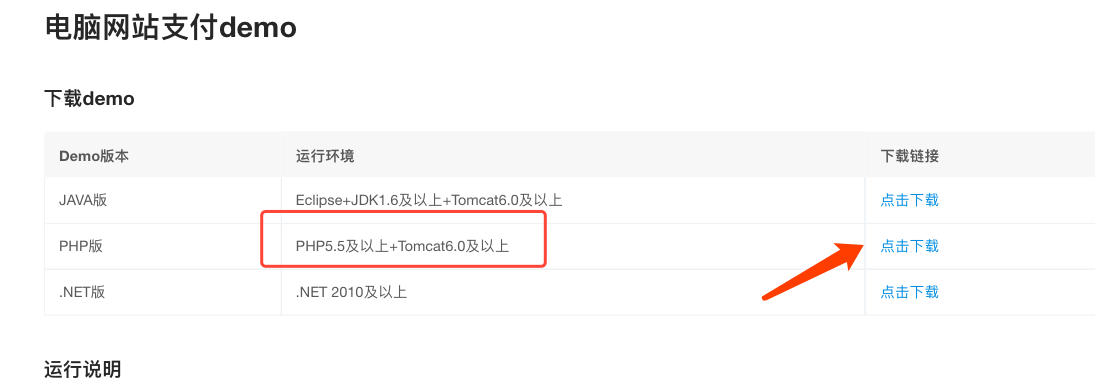 电脑网站支付demo
下载demo
Demo版本 运行环境 下载链接
JAVA版 Eclipse+JDK1.6及以上+Tomcat6.0及以上 点击下载
PHP版 PHP5.5及以上+Tomcat6.0及以上 点击下载
.NET版 .NET 2010及以上 点击下载
运行说明